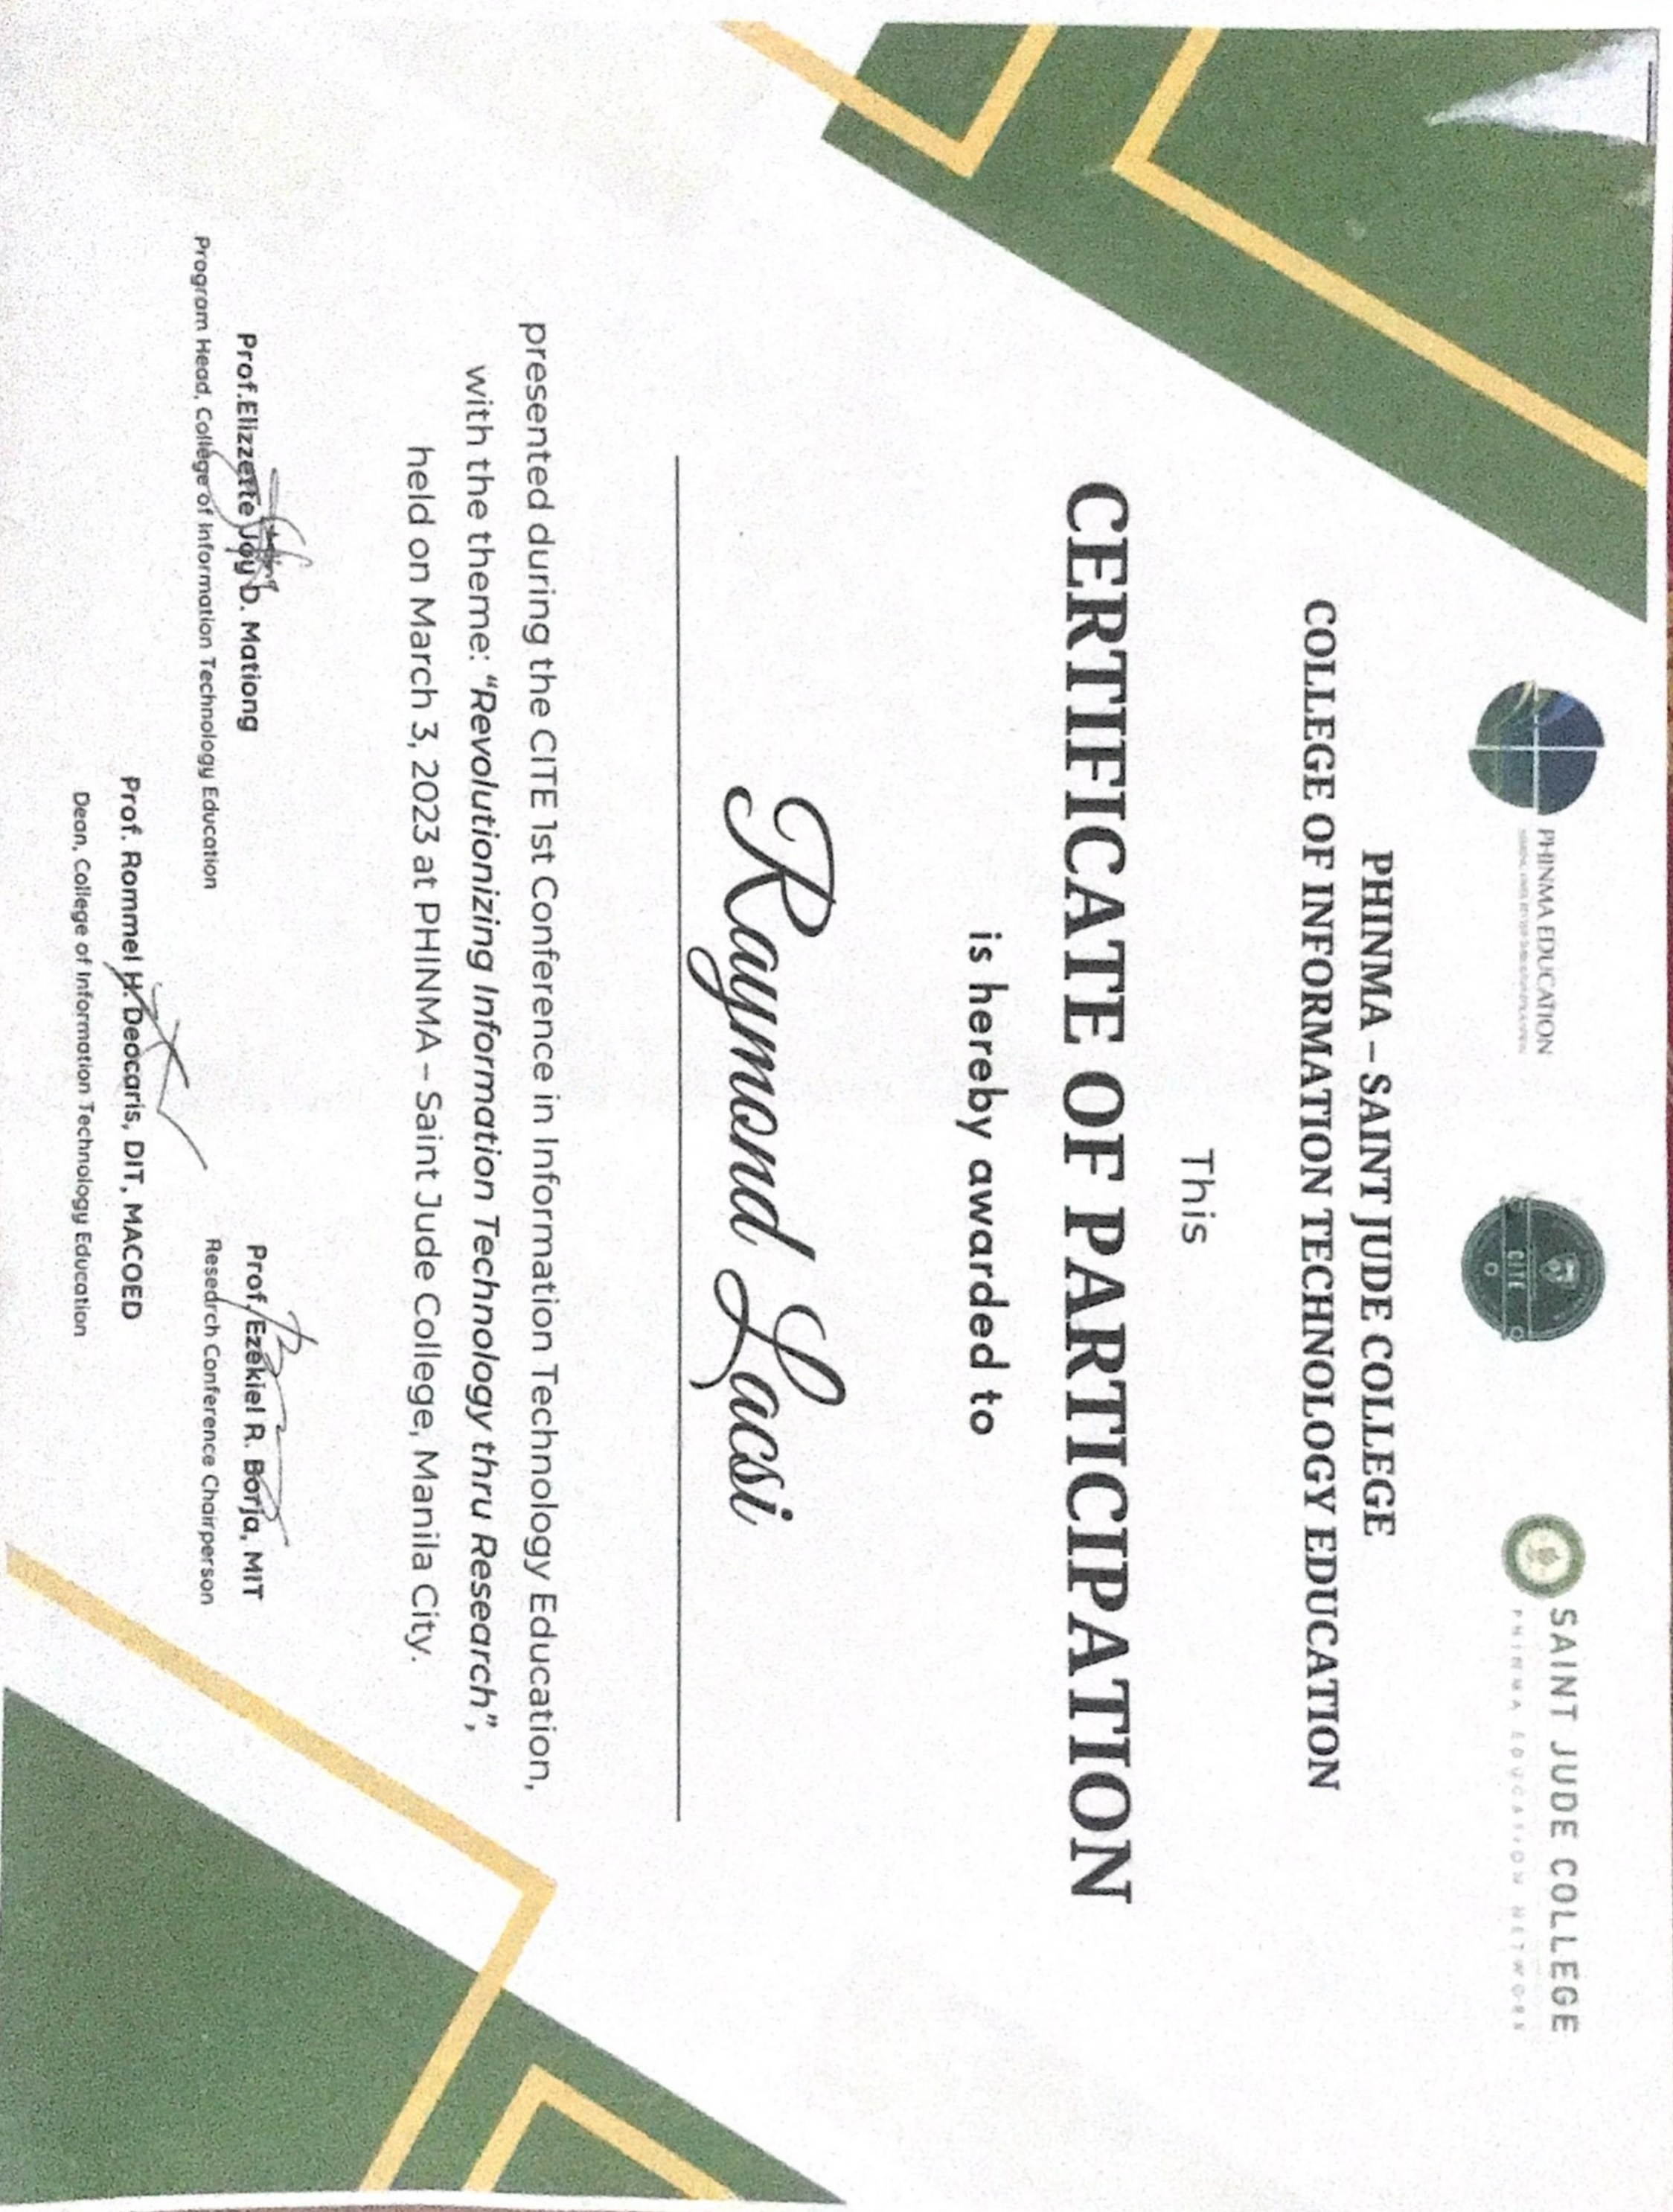 PHINMA EDUCATION
CITE
SAINT JUDE COLLEGE
PHINMA EDUCATION NETWORK
PHINMA – SAINT JUDE COLLEGE
COLLEGE OF INFORMATION TECHNOLOGY EDUCATION
This
CERTIFICATE OF PARTICIPATION
is hereby awarded to
Raymond Lacsi
presented during the CITE 1st Conference in Information Technology Education,
with the theme: “Revolutionizing Information Technology thru Research”,
held on March 3, 2023 at PHINMA – Saint Jude College, Manila City.
Prof.Elizzette Joy D. Mationg
Program Head, College of Information Technology Education
Prof. Ezekiel R. Borja, MIT
Research Conference Chairperson
Prof. Rommel H. Deocaris, DIT, MACOED
Dean, College of Information Technology Education